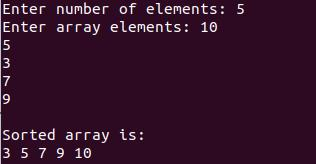 Enter number of elements: 5
Enter array elements: 10
5
3
7
9
Sorted array is:
3 5 7 9 10